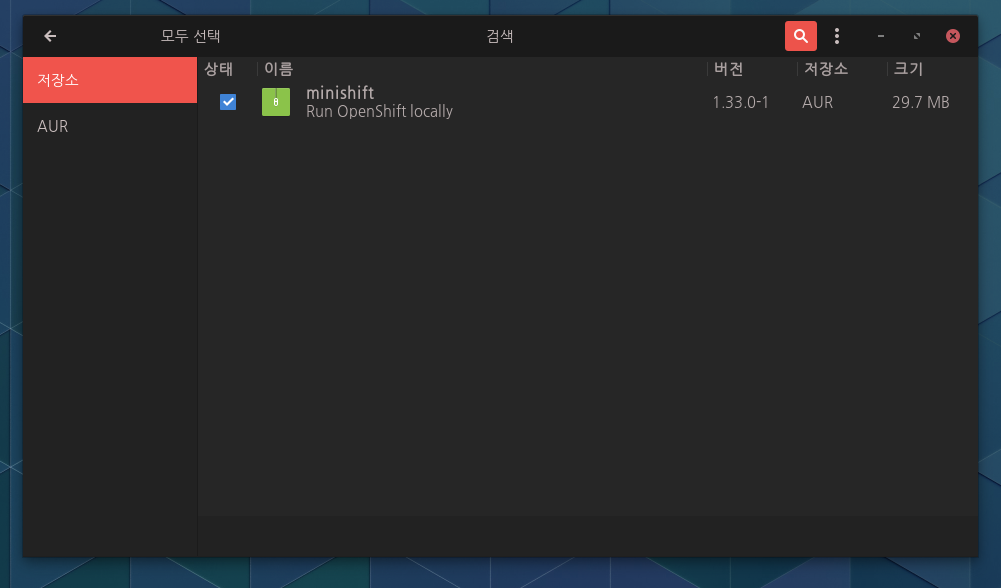 모두 선택
검색
저장소
AUR
상태 이름 버전 저장소 크기
minishift 1.33.0-1 AUR 29.7 MB
Run OpenShift locally